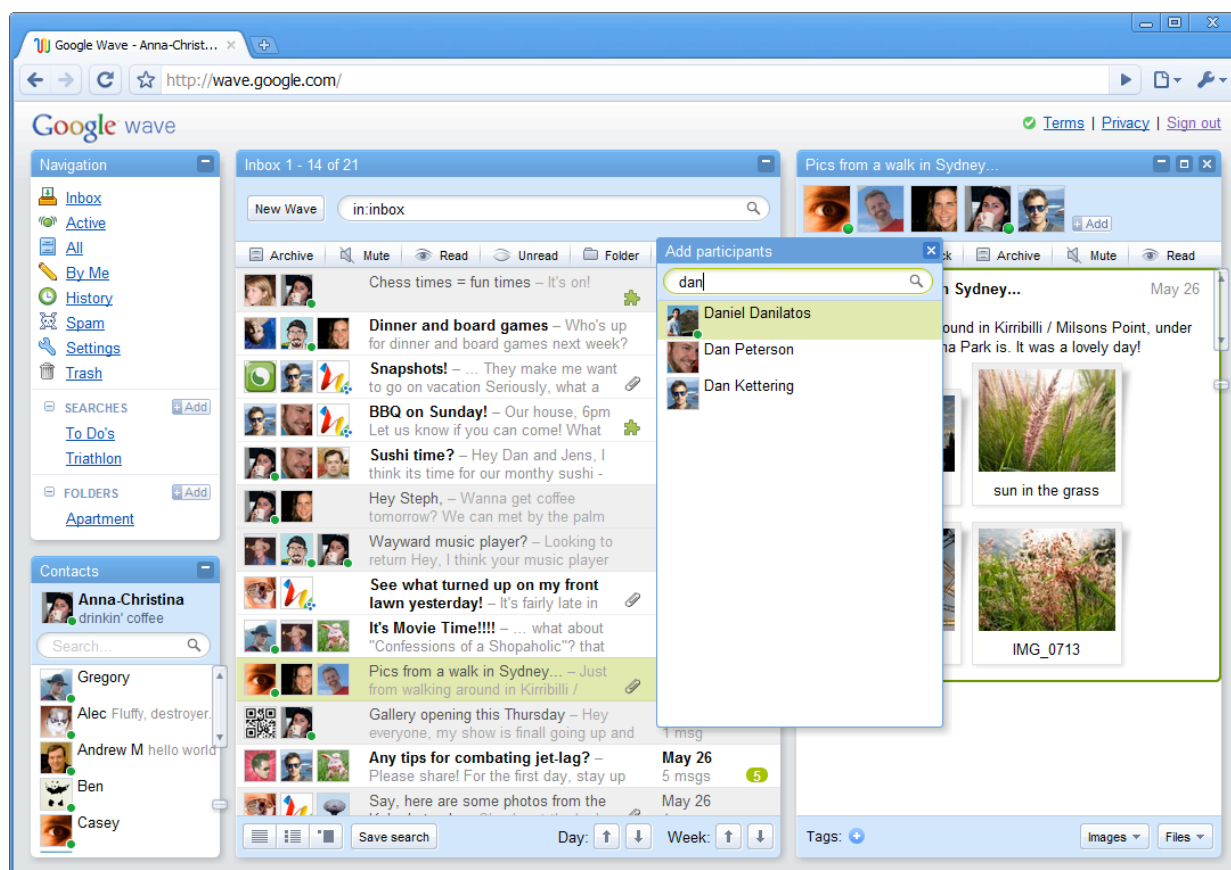 Google Wave - Anna-Christ...
http://wave.google.com/
Google wave
Terms | Privacy | Sign out
Navigation
Inbox
Active
All
By Me
History
Spam
Settings
Trash
SEARCHES
Add
To Do's
Triathlon
FOLDERS
Add
Apartment
Contacts
Anna-Christina
drinkin' coffee
Search...
Gregory
Alec Fluffy, destroyer.
Andrew M hello world
Ben
Casey
Inbox 1 - 14 of 21
New Wave
in:inbox
Archive Mute Read Unread Folder
Chess times = fun times – It's on!
Dinner and board games – Who's up
for dinner and board games next week?
Snapshots! – ... They make me want
to go on vacation Seriously, what a
BBQ on Sunday! – Our house, 6pm
Let us know if you can come! What
Sushi time? – Hey Dan and Jens, I
think its time for our monthy sushi -
Hey Steph, – Wanna get coffee
tomorrow? We can met by the palm
Wayward music player? – Looking to
return Hey, I think your music player
See what turned up on my front
lawn yesterday! – It's fairly late in
It's Movie Time!!!! – ... what about
"Confessions of a Shopaholic"? that
Pics from a walk in Sydney... – Just
from walking around in Kirribilli /
Gallery opening this Thursday – Hey
everyone, my show is finall going up and
1 msg
Any tips for combating jet-lag? –
May 26
Please share! For the first day, stay up
5 msgs
5
Say, here are some photos from the
May 26
Save search
Day:
Week:
Add participants
dan
Daniel Danilatos
Dan Peterson
Dan Kettering
Pics from a walk in Sydney...
Add
Archive Mute Read
Sydney...
May 26
in Kirribilli / Milsons Point, under
Park is. It was a lovely day!
sun in the grass
IMG_0713
Tags:
Images
Files